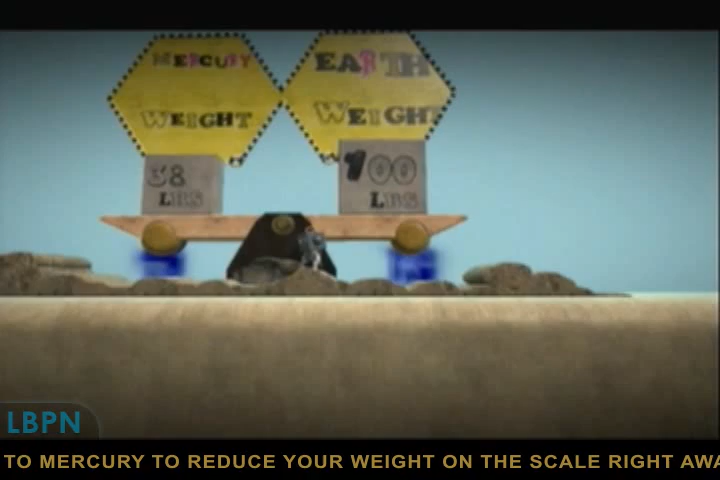 MERCURY
WEIGHT
EARTH
WEIGHT
38
LBS
100
LBS
LBPN
TO MERCURY TO REDUCE YOUR WEIGHT ON THE SCALE RIGHT AWA